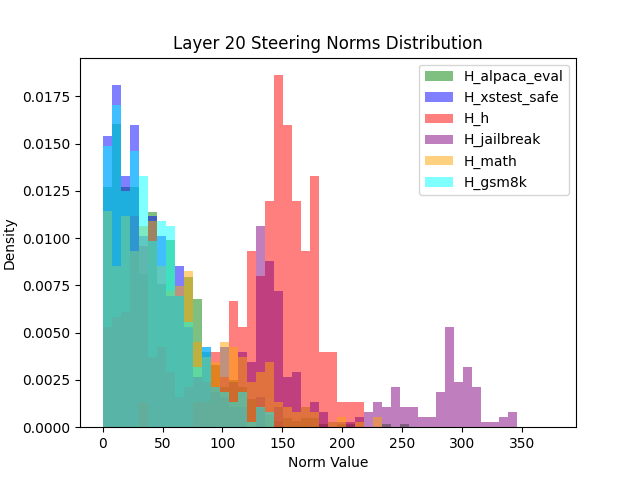 Layer 20 Steering Norms Distribution
H_alpaca_eval
H_xstest_safe
H_h
H_jailbreak
H_math
H_gsm8k
0.0175
0.0150
0.0125
0.0100
0.0075
0.0050
0.0025
0.0000
Density
0 50 100 150 200 250 300 350
Norm Value